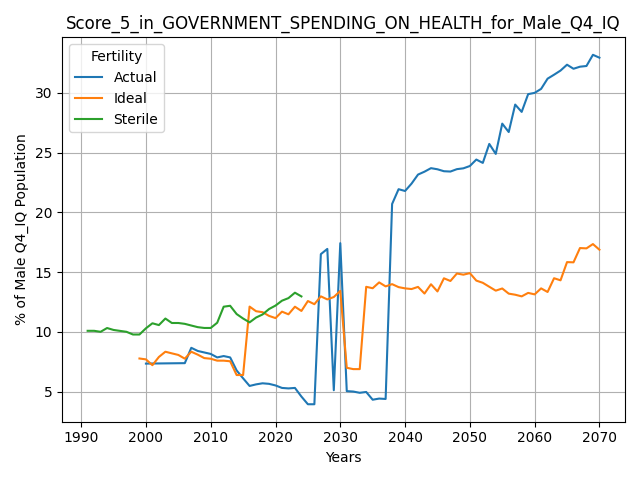 Score_5_in_GOVERNMENT_SPENDING_ON_HEALTH_for_Male_Q4_IQ
Fertility
Actual
Ideal
Sterile
% of Male Q4_IQ Population
30
25
20
15
10
5
1990 2000 2010 2020 2030 2040 2050 2060 2070
Years